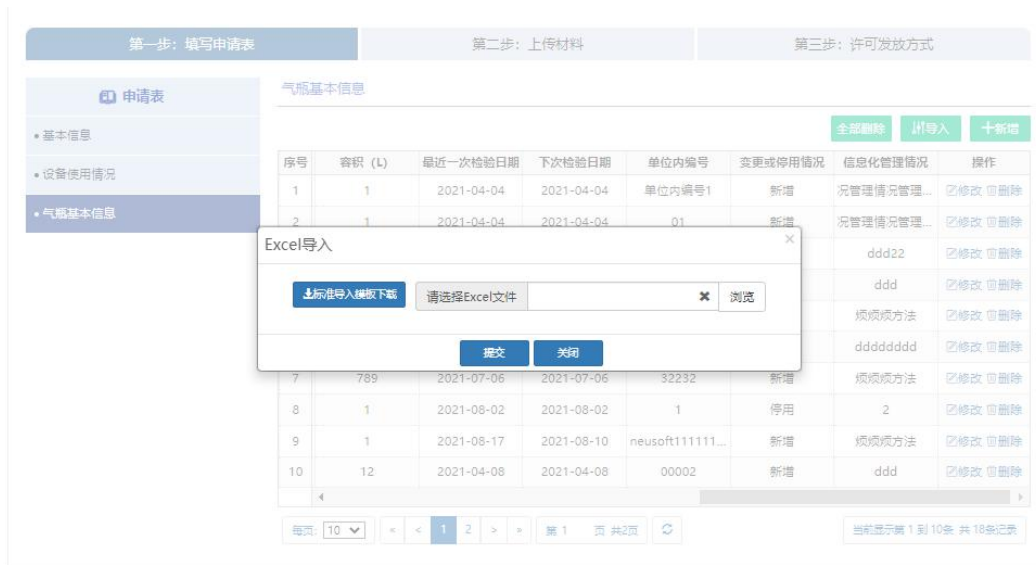 第一步：填写申请表 第二步：上传材料 第三步：许可发放方式
申请表
气瓶基本信息
• 基本信息
• 设备使用情况
• 气瓶基本信息
全部删除 导入 新增
序号 容积（L） 最近一次检验日期 下次检验日期 单位内编号 变更或停用情况 信息化管理情况 操作
1 1 2021-04-04 2021-04-04 单位内编号1 新增 况管理情况管理... 修改 删除
2 1 2021-04-04 2021-04-04 01 新增 况管理情况管理... 修改 删除
Excel导入 ×
ddd22 修改 删除
标准导入模板下载 请选择Excel文件 浏览
ddd 修改 删除
烦烦烦方法 修改 删除
提交 关闭
dddddddd 修改 删除
7 789 2021-07-06 2021-07-06 32232 新增 烦烦烦方法 修改 删除
8 1 2021-08-02 2021-08-02 1 停用 2 修改 删除
9 1 2021-08-17 2021-08-10 neusoft111111... 新增 烦烦烦方法 修改 删除
10 12 2021-04-08 2021-04-08 00002 新增 ddd 修改 删除
每页: 10 « < 1 2 > » 第 1 页 共2页 当前显示第 1 到 10条 共 18条记录